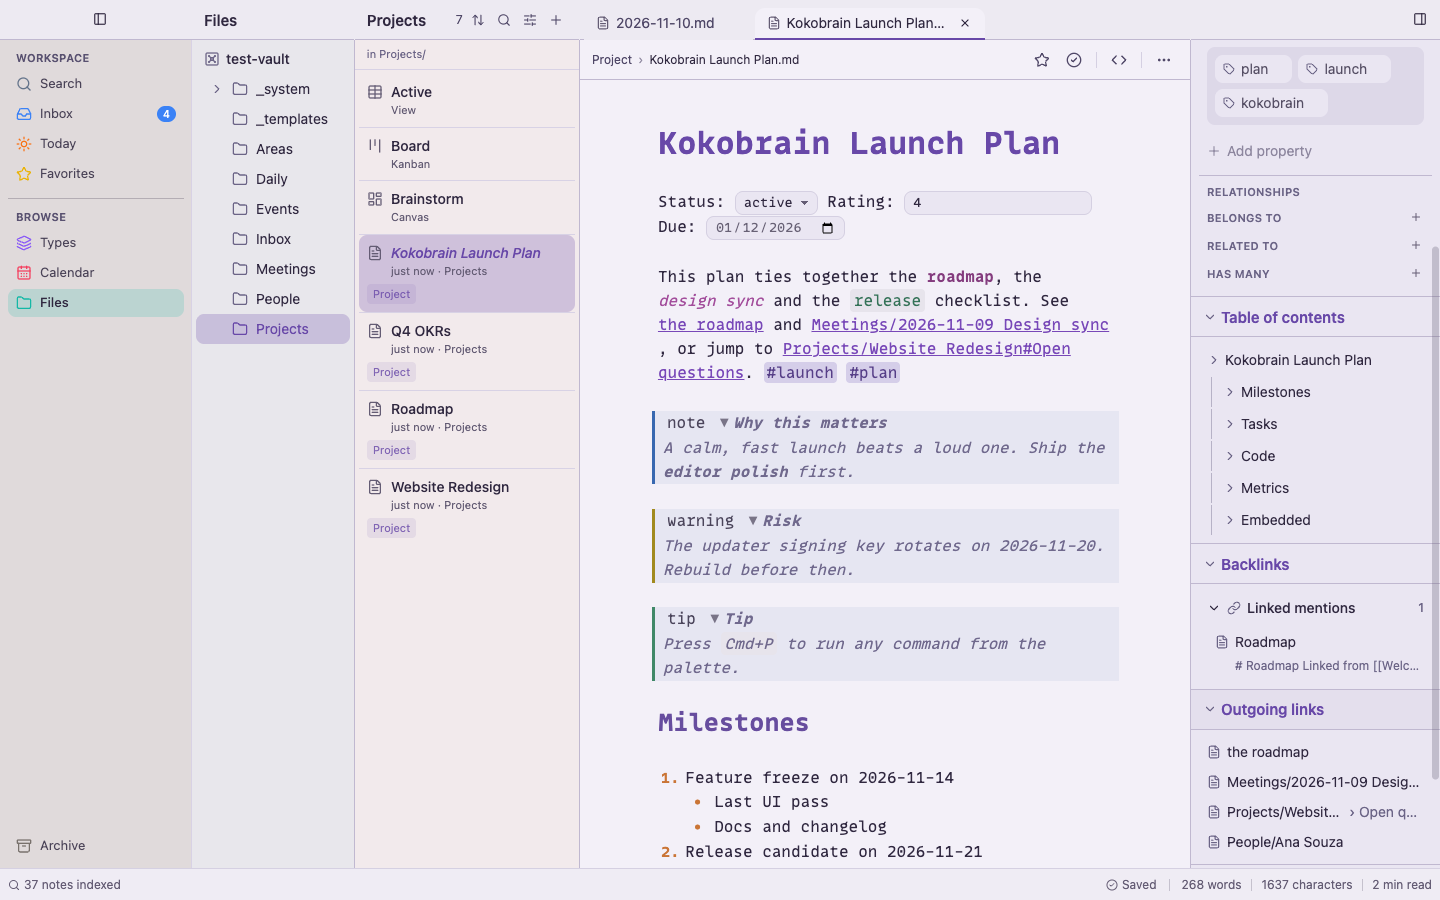 WORKSPACE
Search
Inbox
4
Today
Favorites
BROWSE
Types
Calendar
Files
Archive
Files
test-vault
_system
_templates
Areas
Daily
Events
Inbox
Meetings
People
Projects
Projects
7
in Projects/
Active
View
Board
Kanban
Brainstorm
Canvas
Kokobrain Launch Plan
just now · Projects
Project
Q4 OKRs
just now · Projects
Project
Roadmap
just now · Projects
Project
Website Redesign
just now · Projects
Project
2026-11-10.md
Kokobrain Launch Plan...
Project › Kokobrain Launch Plan.md
Kokobrain Launch Plan
Status: active Rating: 4
Due: 01/12/2026
This plan ties together the roadmap, the
design sync and the release checklist. See
the roadmap and Meetings/2026-11-09 Design sync
, or jump to Projects/Website Redesign#Open
questions. #launch #plan
note ▼ Why this matters
A calm, fast launch beats a loud one. Ship the
editor polish first.
warning ▼ Risk
The updater signing key rotates on 2026-11-20.
Rebuild before then.
tip ▼ Tip
Press Cmd+P to run any command from the
palette.
Milestones
1. Feature freeze on 2026-11-14
• Last UI pass
• Docs and changelog
2. Release candidate on 2026-11-21
plan
launch
kokobrain
Add property
RELATIONSHIPS
BELONGS TO
RELATED TO
HAS MANY
Table of contents
Kokobrain Launch Plan
Milestones
Tasks
Code
Metrics
Embedded
Backlinks
Linked mentions 1
Roadmap
# Roadmap Linked from [[Welc...
Outgoing links
the roadmap
Meetings/2026-11-09 Desig...
Projects/Websit... › Open q...
People/Ana Souza
37 notes indexed
Saved
268 words
1637 characters
2 min read